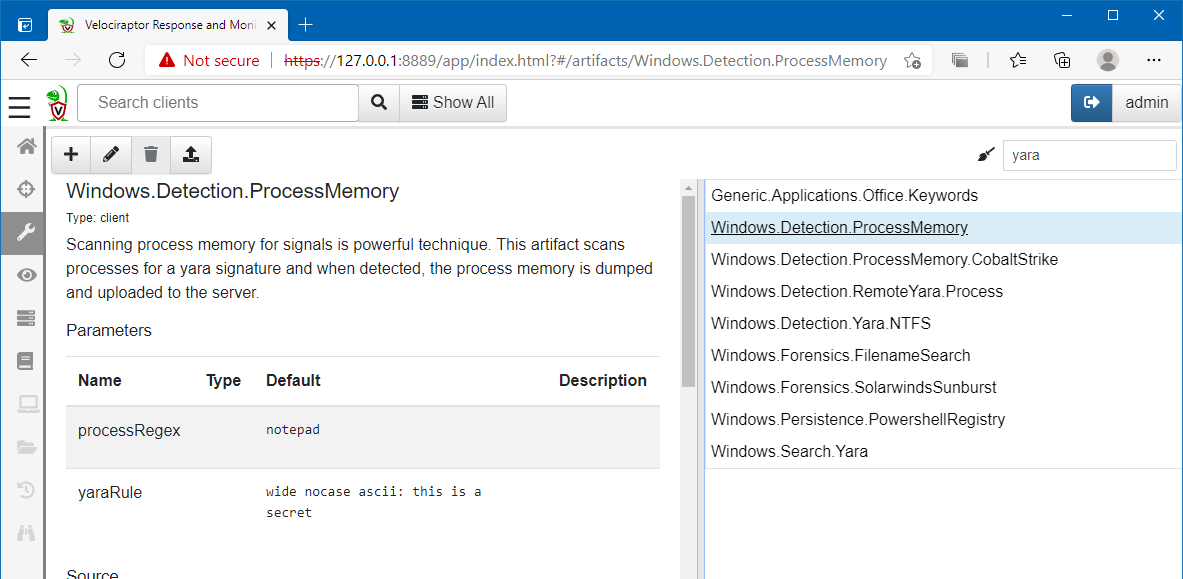 Velociraptor Response and Moni
Not secure
https://127.0.0.1:8889/app/index.html?#/artifacts/Windows.Detection.ProcessMemory
Search clients
Show All
admin
yara
Windows.Detection.ProcessMemory
Type: client
Scanning process memory for signals is powerful technique. This artifact scans
processes for a yara signature and when detected, the process memory is dumped
and uploaded to the server.
Parameters
Name Type Default Description
processRegex notepad
yaraRule wide nocase ascii: this is a
secret
Source
Generic.Applications.Office.Keywords
Windows.Detection.ProcessMemory
Windows.Detection.ProcessMemory.CobaltStrike
Windows.Detection.RemoteYara.Process
Windows.Detection.Yara.NTFS
Windows.Forensics.FilenameSearch
Windows.Forensics.SolarwindsSunburst
Windows.Persistence.PowershellRegistry
Windows.Search.Yara